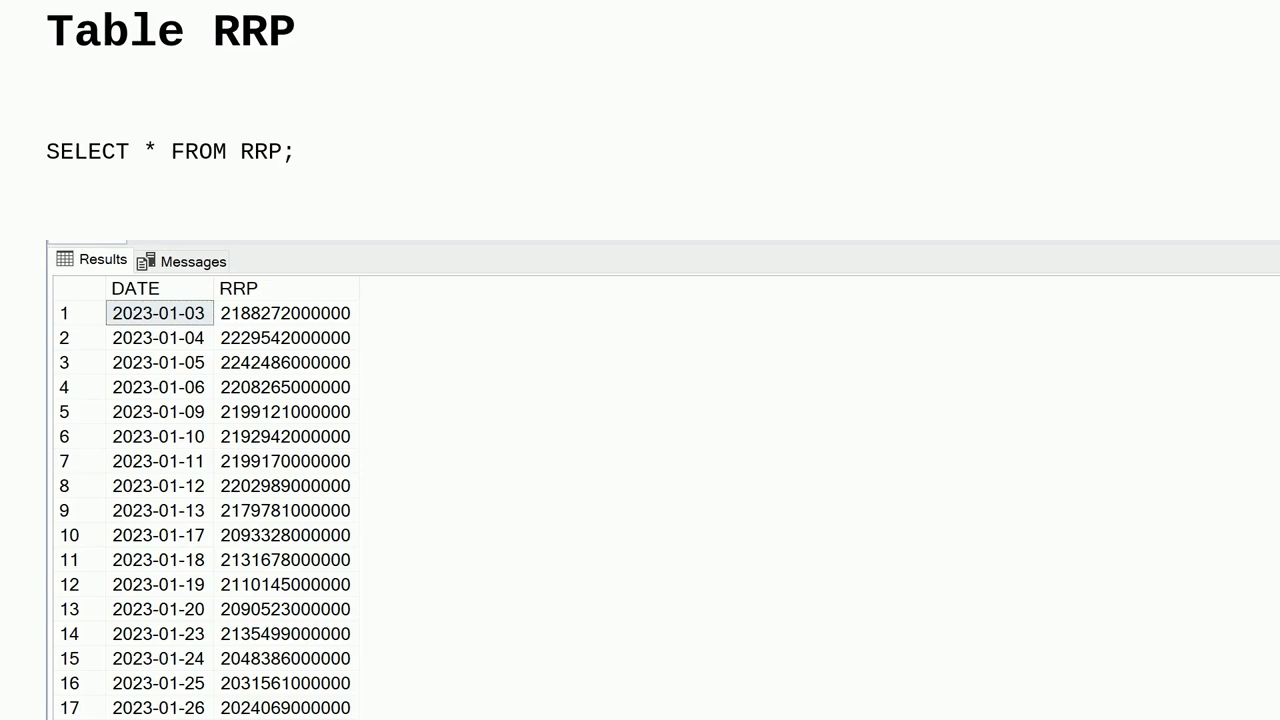 Table RRP
SELECT * FROM RRP;
Results Messages
DATE RRP
1 2023-01-03 2188272000000
2 2023-01-04 2229542000000
3 2023-01-05 2242486000000
4 2023-01-06 2208265000000
5 2023-01-09 2199121000000
6 2023-01-10 2192942000000
7 2023-01-11 2199170000000
8 2023-01-12 2202989000000
9 2023-01-13 2179781000000
10 2023-01-17 2093328000000
11 2023-01-18 2131678000000
12 2023-01-19 2110145000000
13 2023-01-20 2090523000000
14 2023-01-23 2135499000000
15 2023-01-24 2048386000000
16 2023-01-25 2031561000000
17 2023-01-26 2024069000000